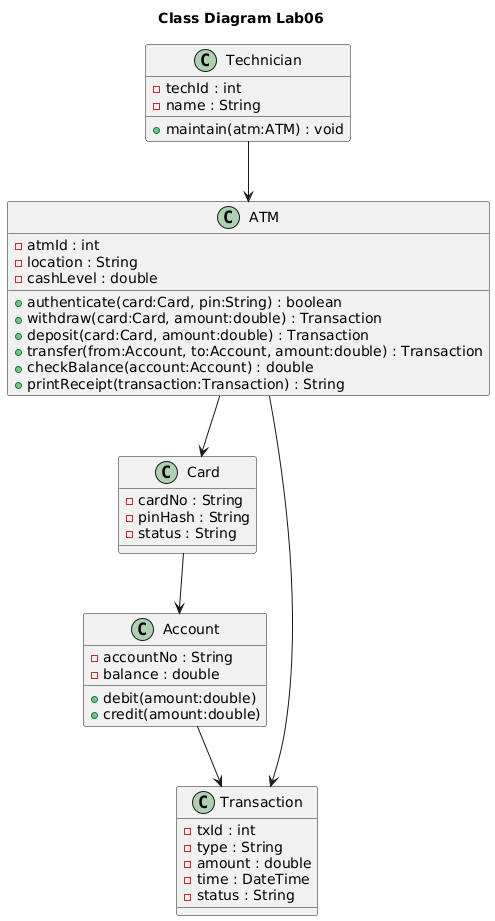 Class Diagram Lab06
C Technician
techId : int
name : String
maintain(atm:ATM) : void
C ATM
atmId : int
location : String
cashLevel : double
authenticate(card:Card, pin:String) : boolean
withdraw(card:Card, amount:double) : Transaction
deposit(card:Card, amount:double) : Transaction
transfer(from:Account, to:Account, amount:double) : Transaction
checkBalance(account:Account) : double
printReceipt(transaction:Transaction) : String
C Card
cardNo : String
pinHash : String
status : String
C Account
accountNo : String
balance : double
debit(amount:double)
credit(amount:double)
C Transaction
txId : int
type : String
amount : double
time : DateTime
status : String